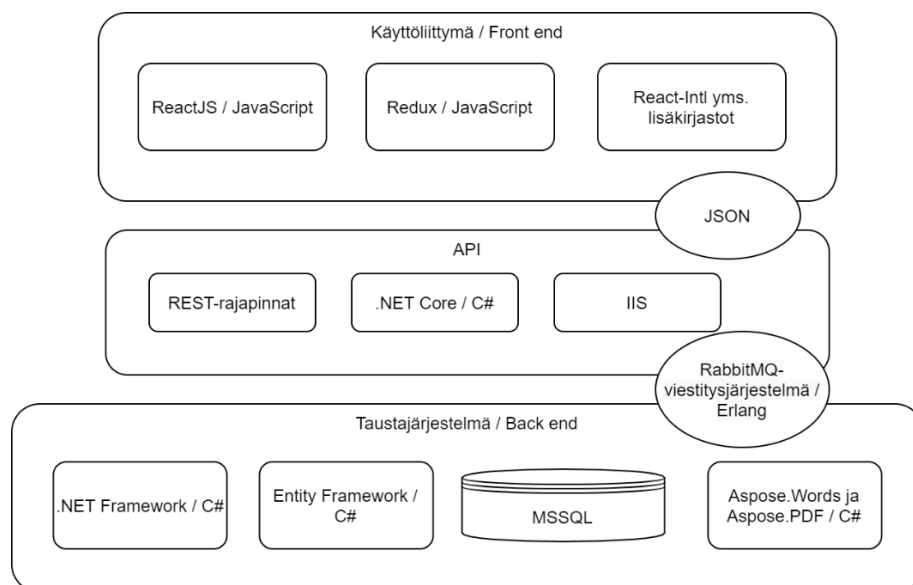 Käyttöliittymä / Front end
ReactJS / JavaScript
Redux / JavaScript
React-Intl yms.
lisäkirjastot
JSON
API
REST-rajapinnat
.NET Core / C#
IIS
RabbitMQ-
viestitysjärjestelmä /
Erlang
Taustajärjestelmä / Back end
.NET Framework / C#
Entity Framework /
C#
MSSQL
Aspose.Words ja
Aspose.PDF / C#